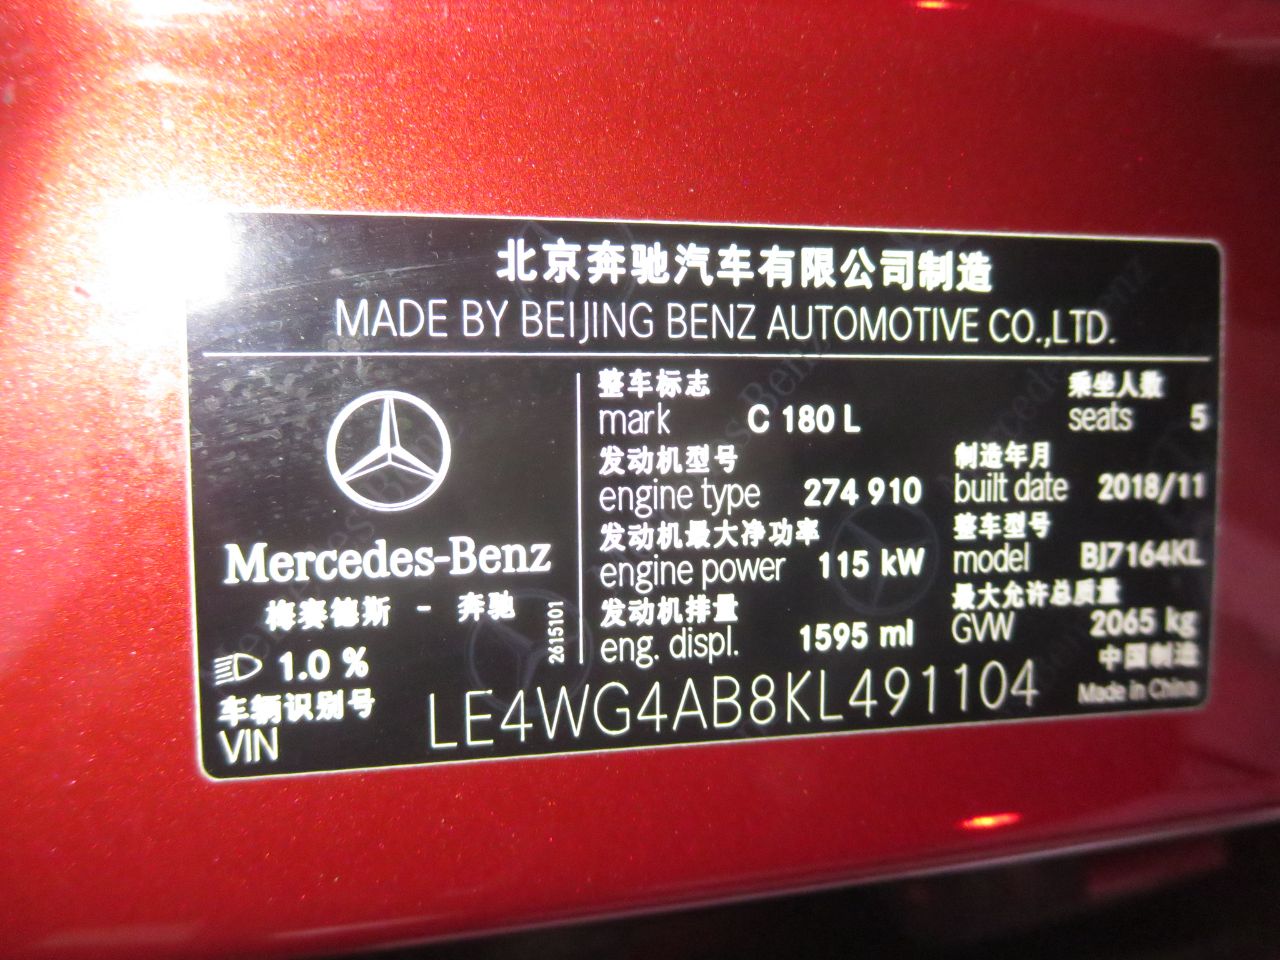 北京奔驰汽车有限公司制造
MADE BY BEIJING BENZ AUTOMOTIVE CO.,LTD.
Mercedes-Benz
梅赛德斯 - 奔驰
2615101
1.0 %
整车标志
mark C 180 L
乘坐人数
seats 5
发动机型号
engine type 274 910
制造年月
built date 2018/11
发动机最大净功率
engine power 115 kW
整车型号
model BJ7164KL
发动机排量
eng. displ. 1595 ml
最大允许总质量
GVW 2065 kg
中国制造
Made in China
车辆识别号
VIN LE4WG4AB8KL491104